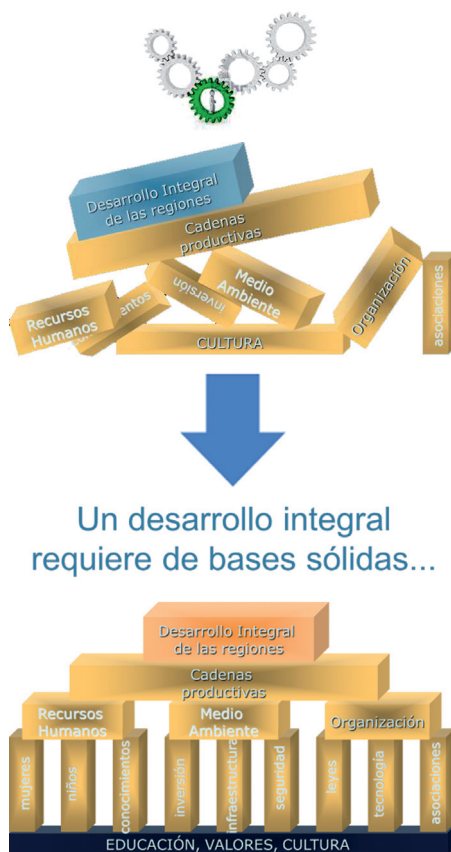 Desarrollo Integral
de las regiones
Cadenas
productivas
Recursos
Humanos
inversión
Medio
Ambiente
Organización
asociaciones
CULTURA
Un desarrollo integral
requiere de bases sólidas...
Desarrollo Integral
de las regiones
Cadenas
productivas
Recursos
Humanos
Medio
Ambiente
Organización
mujeres
niños
conocimientos
inversión
infraestructura
seguridad
leyes
tecnología
asociaciones
EDUCACIÓN, VALORES, CULTURA